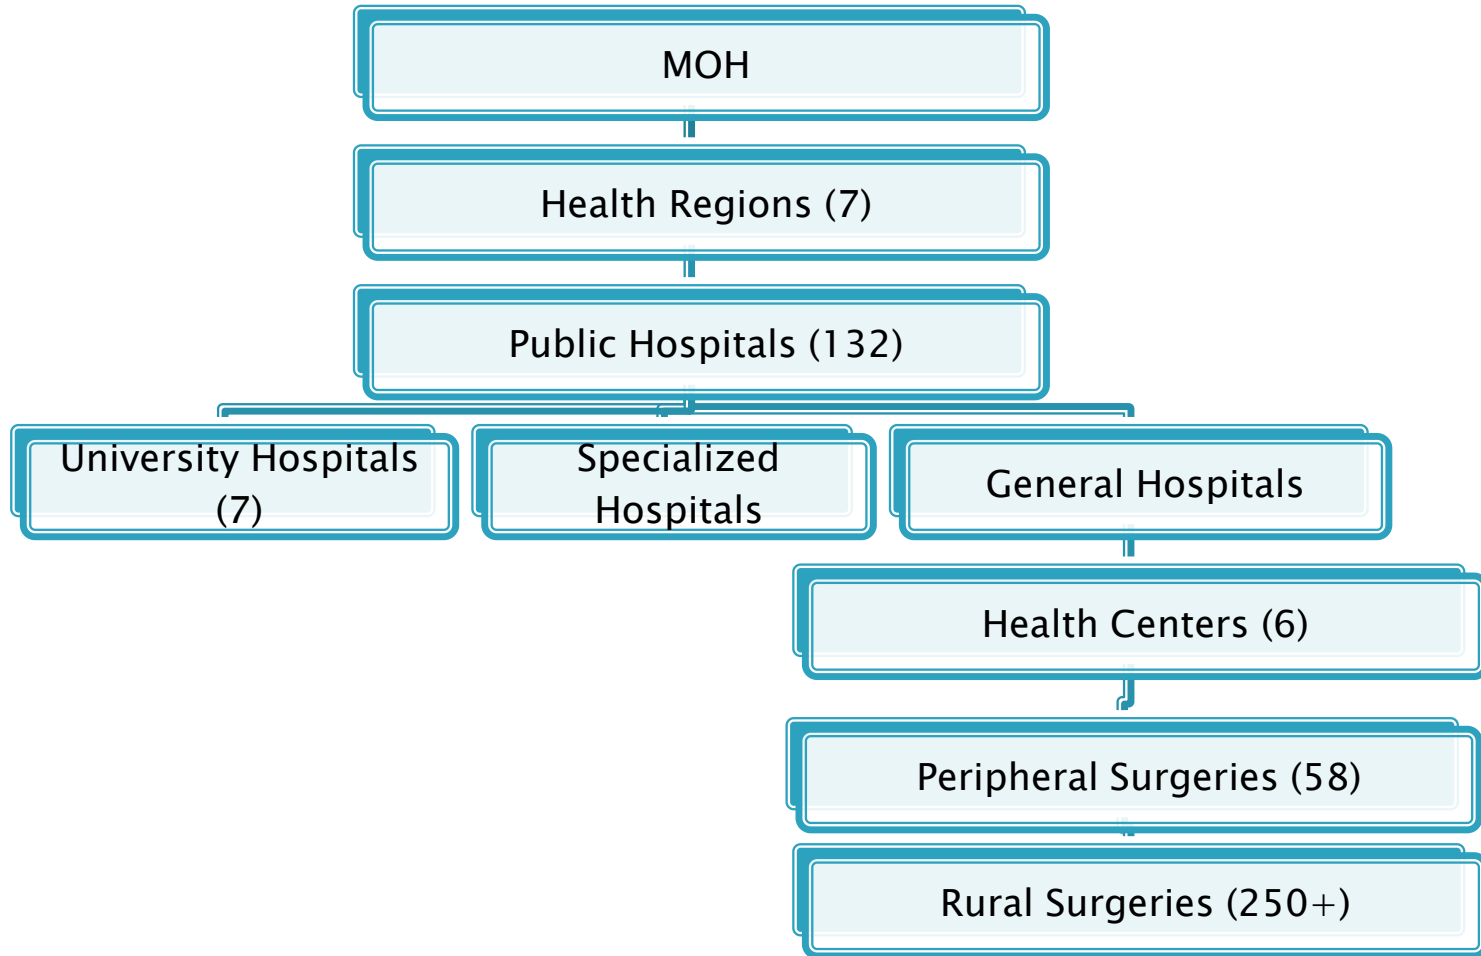 MOH
Health Regions (7)
Public Hospitals (132)
University Hospitals
(7)
Specialized
Hospitals
General Hospitals
Health Centers (6)
Peripheral Surgeries (58)
Rural Surgeries (250+)